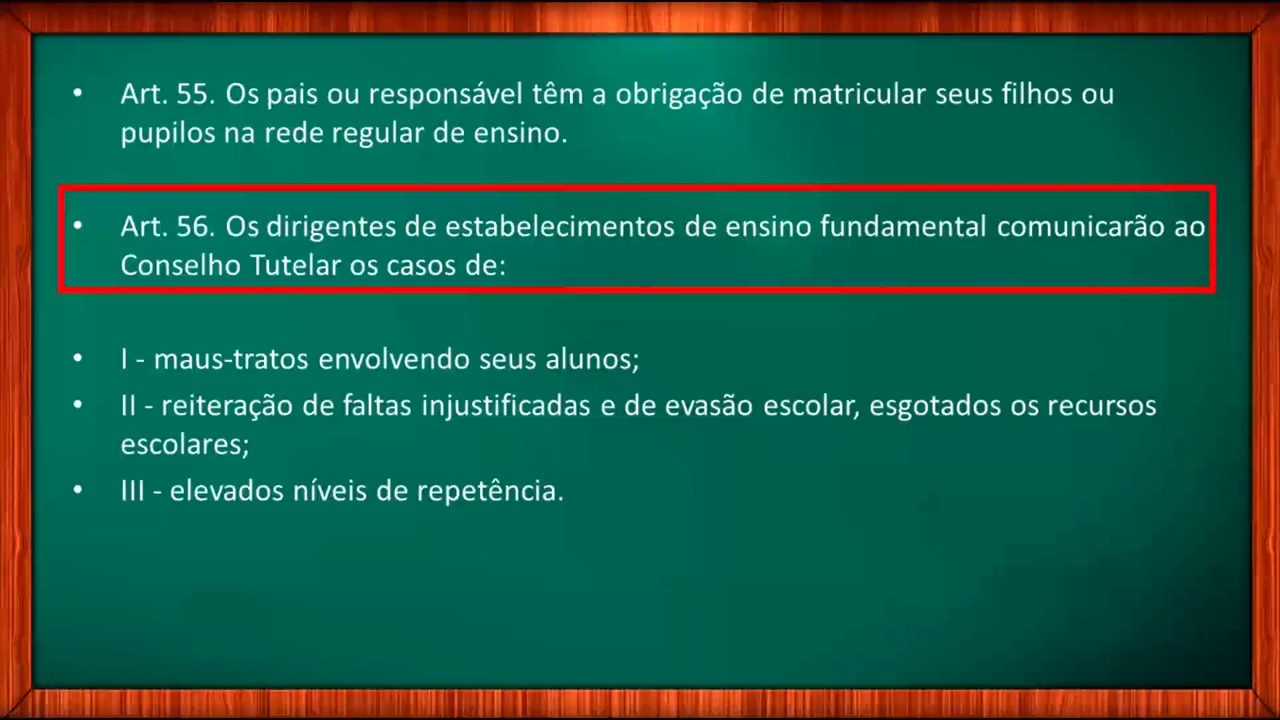 • Art. 55. Os pais ou responsável têm a obrigação de matricular seus filhos ou
pupilos na rede regular de ensino.
• Art. 56. Os dirigentes de estabelecimentos de ensino fundamental comunicarão ao
Conselho Tutelar os casos de:
• I - maus-tratos envolvendo seus alunos;
• II - reiteração de faltas injustificadas e de evasão escolar, esgotados os recursos
escolares;
• III - elevados níveis de repetência.